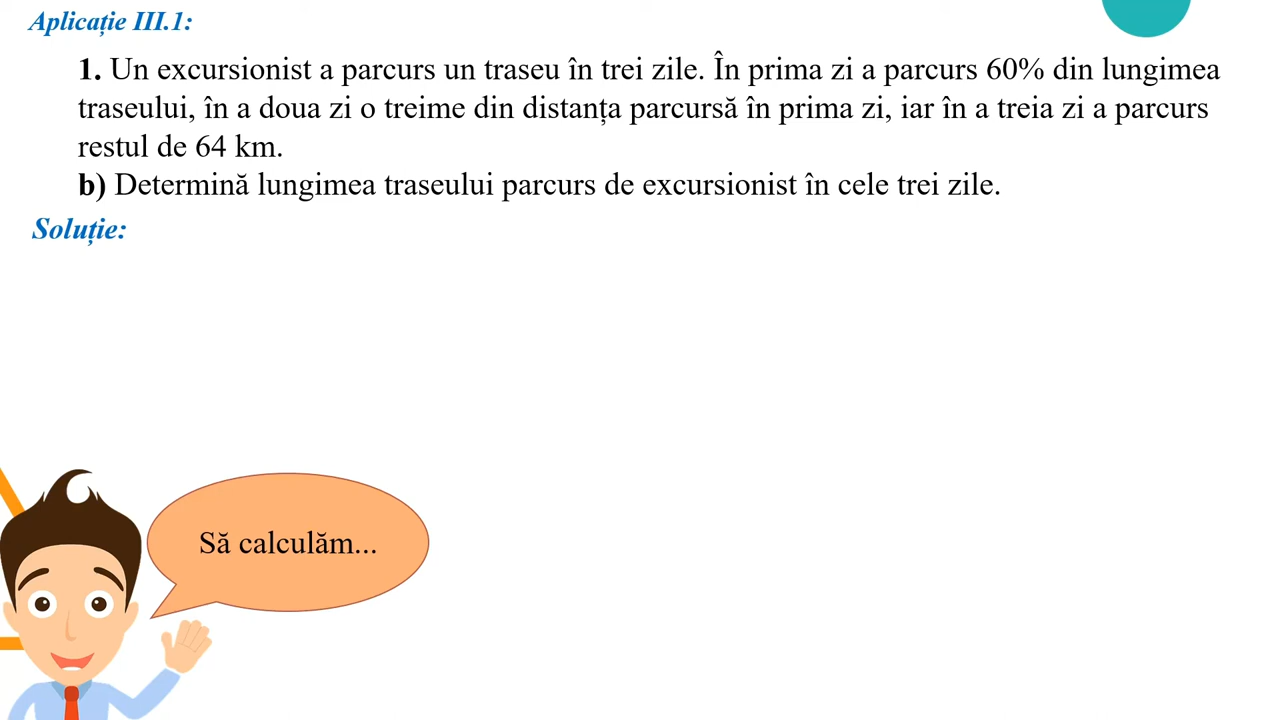 Aplicație III.1:
1. Un excursionist a parcurs un traseu în trei zile. În prima zi a parcurs 60% din lungimea
traseului, în a doua zi o treime din distanța parcursă în prima zi, iar în a treia zi a parcurs
restul de 64 km.
b) Determină lungimea traseului parcurs de excursionist în cele trei zile.
Soluție:
Să calculăm...